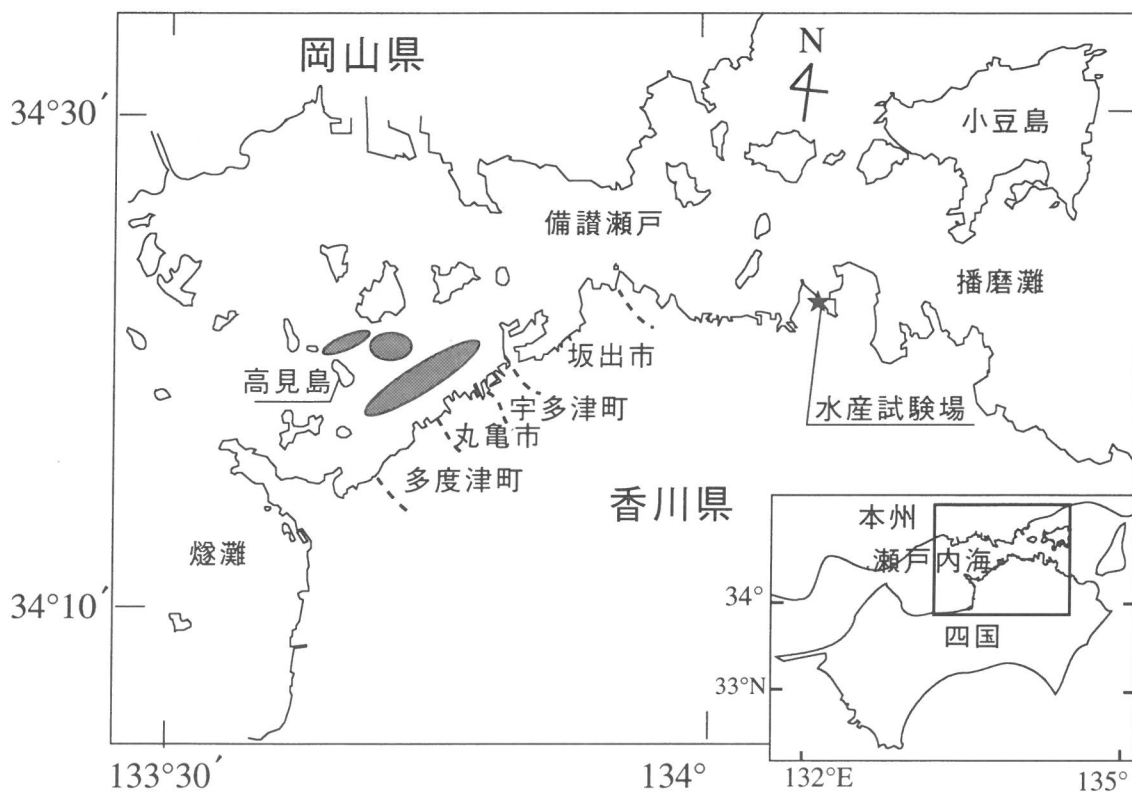 岡山県
N
34°30′
小豆島
備讃瀬戸
播磨灘
坂出市
高見島
宇多津町
水産試験場
丸亀市
多度津町
香川県
本州
燧灘
瀬戸内海
34°10′
34°
四国
33°N
133°30′
134°
132°E
135°